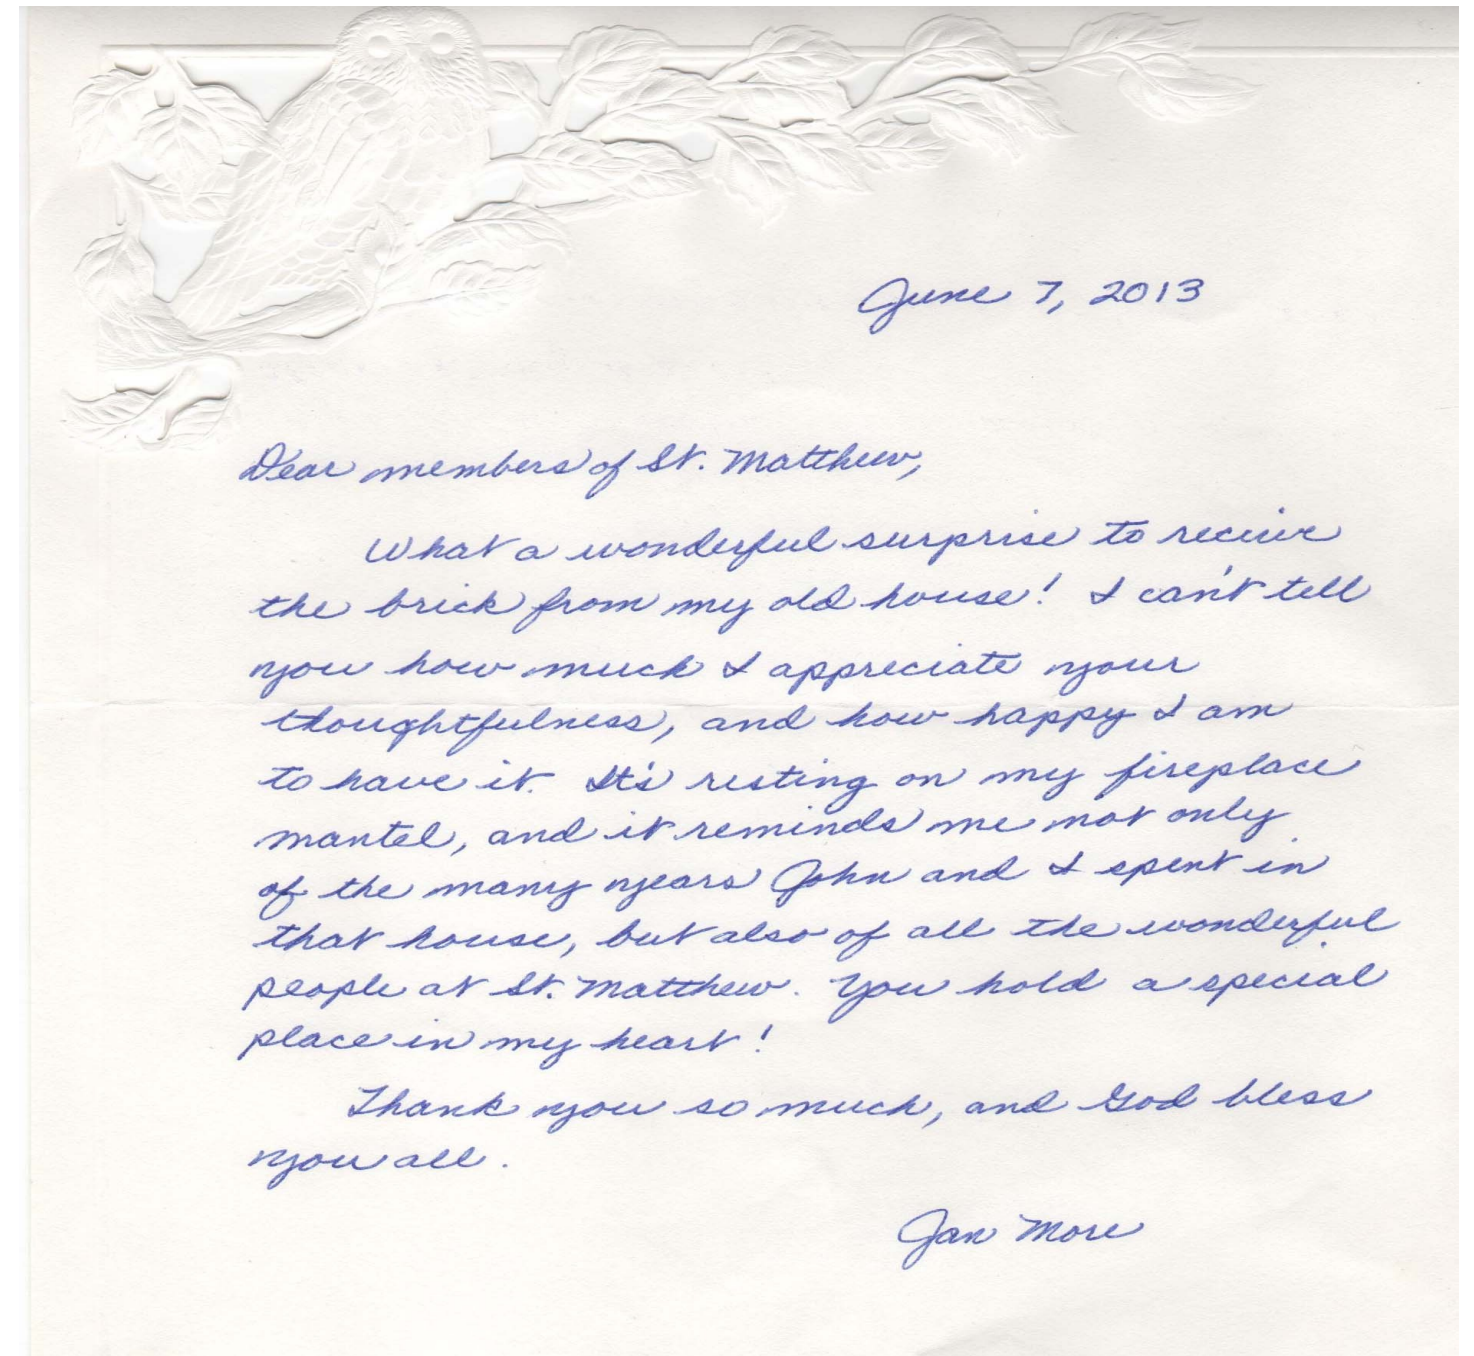 June 7, 2013
Dear members of St. Matthew,
What a wonderful surprise to receive
the brick from my old house! I can't tell
you how much I appreciate your
thoughtfulness, and how happy I am
to have it. It's resting on my fireplace
mantel, and it reminds me not only
of the many years John and I spent in
that house, but also of all the wonderful
people at St. Matthew. You hold a special
place in my heart!
Thank you so much, and God bless
you all.
Jan More